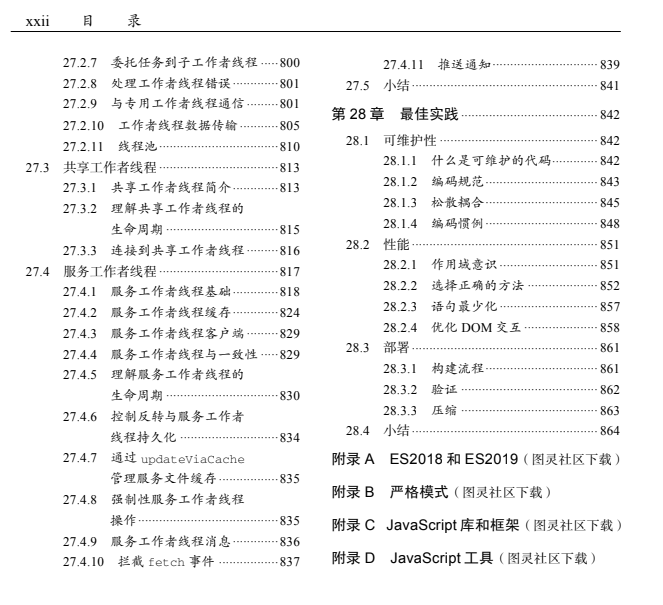 xxii 目 录
27.2.7 委托任务到子工作者线程 ····· 800
27.2.8 处理工作者线程错误 ············ 801
27.2.9 与专用工作者线程通信 ········ 801
27.2.10 工作者线程数据传输 ··········· 805
27.2.11 线程池 ································ 810
27.3 共享工作者线程 ································ 813
27.3.1 共享工作者线程简介 ············ 813
27.3.2 理解共享工作者线程的
生命周期 ······························ 815
27.3.3 连接到共享工作者线程 ········ 816
27.4 服务工作者线程 ································ 817
27.4.1 服务工作者线程基础 ············ 818
27.4.2 服务工作者线程缓存 ············ 824
27.4.3 服务工作者线程客户端 ········ 829
27.4.4 服务工作者线程与一致性 ····· 829
27.4.5 理解服务工作者线程的
生命周期 ······························ 830
27.4.6 控制反转与服务工作者
线程持久化 ·························· 834
27.4.7 通过 updateViaCache
管理服务文件缓存 ················ 835
27.4.8 强制性服务工作者线程
操作 ····································· 835
27.4.9 服务工作者线程消息 ············ 836
27.4.10 拦截 fetch 事件 ················· 837
27.4.11 推送通知 ···························· 839
27.5 小结 ················································· 841
第 28 章 最佳实践 ···································· 842
28.1 可维护性 ·········································· 842
28.1.1 什么是可维护的代码 ············ 842
28.1.2 编码规范 ······························ 843
28.1.3 松散耦合 ······························ 845
28.1.4 编码惯例 ······························ 848
28.2 性能 ················································· 851
28.2.1 作用域意识 ·························· 851
28.2.2 选择正确的方法 ··················· 852
28.2.3 语句最少化 ·························· 857
28.2.4 优化 DOM 交互 ··················· 858
28.3 部署 ················································· 861
28.3.1 构建流程 ······························ 861
28.3.2 验证 ····································· 862
28.3.3 压缩 ····································· 863
28.4 小结 ················································· 864
附录 A ES2018 和 ES2019（图灵社区下载）
附录 B 严格模式（图灵社区下载）
附录 C JavaScript 库和框架（图灵社区下载）
附录 D JavaScript 工具（图灵社区下载）